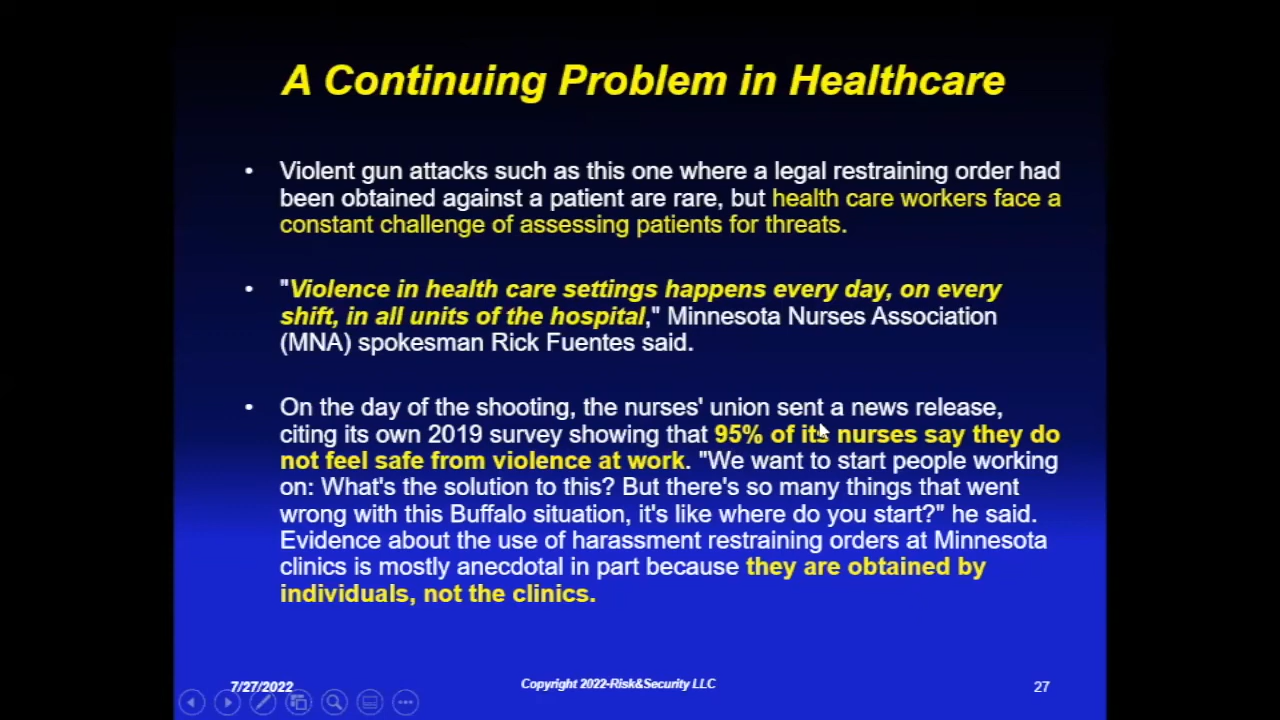 A Continuing Problem in Healthcare
• Violent gun attacks such as this one where a legal restraining order had
been obtained against a patient are rare, but health care workers face a
constant challenge of assessing patients for threats.
• "Violence in health care settings happens every day, on every
shift, in all units of the hospital," Minnesota Nurses Association
(MNA) spokesman Rick Fuentes said.
• On the day of the shooting, the nurses' union sent a news release,
citing its own 2019 survey showing that 95% of its nurses say they do
not feel safe from violence at work. "We want to start people working
on: What's the solution to this? But there's so many things that went
wrong with this Buffalo situation, it's like where do you start?" he said.
Evidence about the use of harassment restraining orders at Minnesota
clinics is mostly anecdotal in part because they are obtained by
individuals, not the clinics.
7/27/2022
Copyright 2022-Risk&Security LLC
27